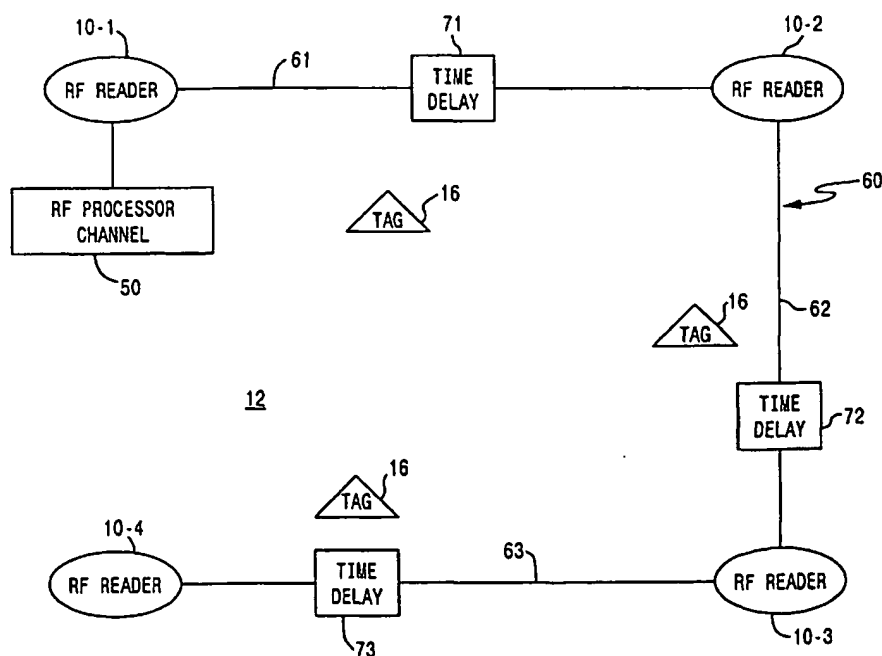 10-1
61
71
10-2
RF READER
TIME
DELAY
RF READER
60
RF PROCESSOR
CHANNEL
50
TAG
16
62
TAG
16
12
TIME
DELAY
72
TAG
16
10-4
63
RF READER
TIME
DELAY
RF READER
73
10-3